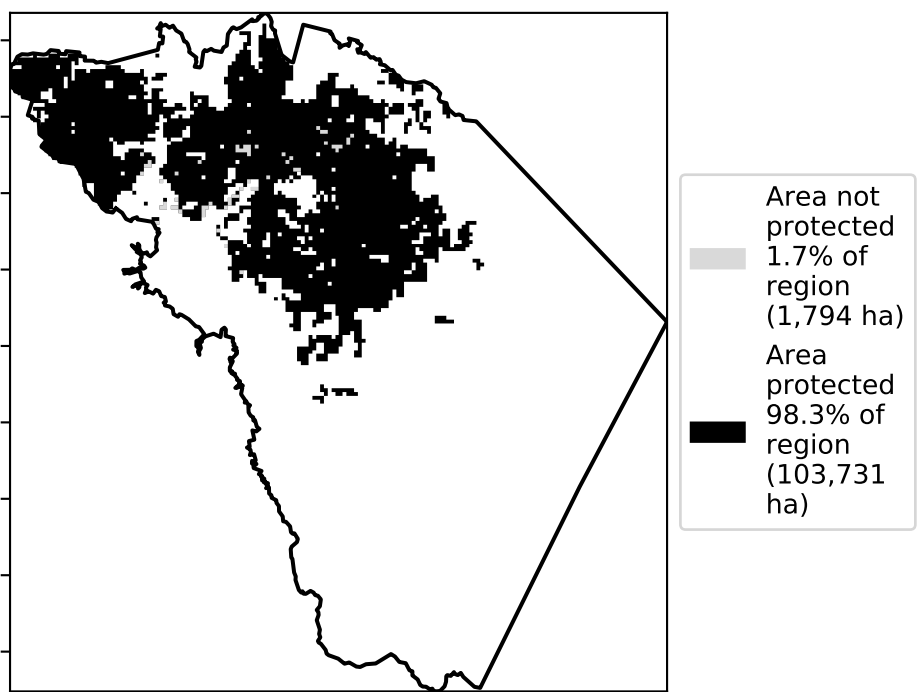 Area not
protected
1.7% of
region
(1,794 ha)
Area
protected
98.3% of
region
(103,731
ha)